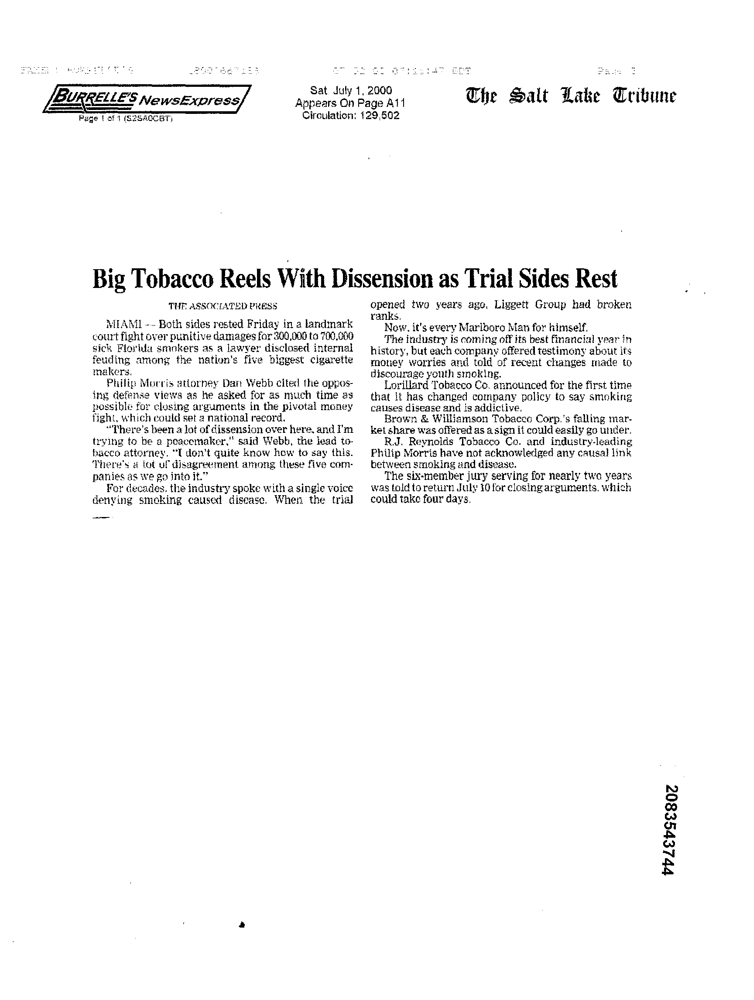 BURRELLE'S NewsExpress
Page 1 of 1 (S2SA0CBT)
Sat July 1, 2000
Appears On Page A11
Circulation: 129,502
The Salt Lake Tribune
Big Tobacco Reels With Dissension as Trial Sides Rest
THE ASSOCIATED PRESS
MIAMI -- Both sides rested Friday in a landmark
court fight over punitive damages for 300,000 to 700,000
sick Florida smokers as a lawyer disclosed internal
feuding among the nation's five biggest cigarette
makers.
Philip Morris attorney Dan Webb cited the oppos-
ing defense views as he asked for as much time as
possible for closing arguments in the pivotal money
fight, which could set a national record.
"There's been a lot of dissension over here, and I'm
trying to be a peacemaker," said Webb, the lead to-
bacco attorney. "I don't quite know how to say this.
There's a lot of disagreement among these five com-
panies as we go into it."
For decades, the industry spoke with a single voice
denying smoking caused disease. When the trial
opened two years ago, Liggett Group had broken
ranks.
Now, it's every Marlboro Man for himself.
The industry is coming off its best financial year in
history, but each company offered testimony about its
money worries and told of recent changes made to
discourage youth smoking.
Lorillard Tobacco Co. announced for the first time
that it has changed company policy to say smoking
causes disease and is addictive.
Brown & Williamson Tobacco Corp.'s falling mar-
ket share was offered as a sign it could easily go under.
R.J. Reynolds Tobacco Co. and industry-leading
Philip Morris have not acknowledged any causal link
between smoking and disease.
The six-member jury serving for nearly two years
was told to return July 10 for closing arguments, which
could take four days.
2083543744